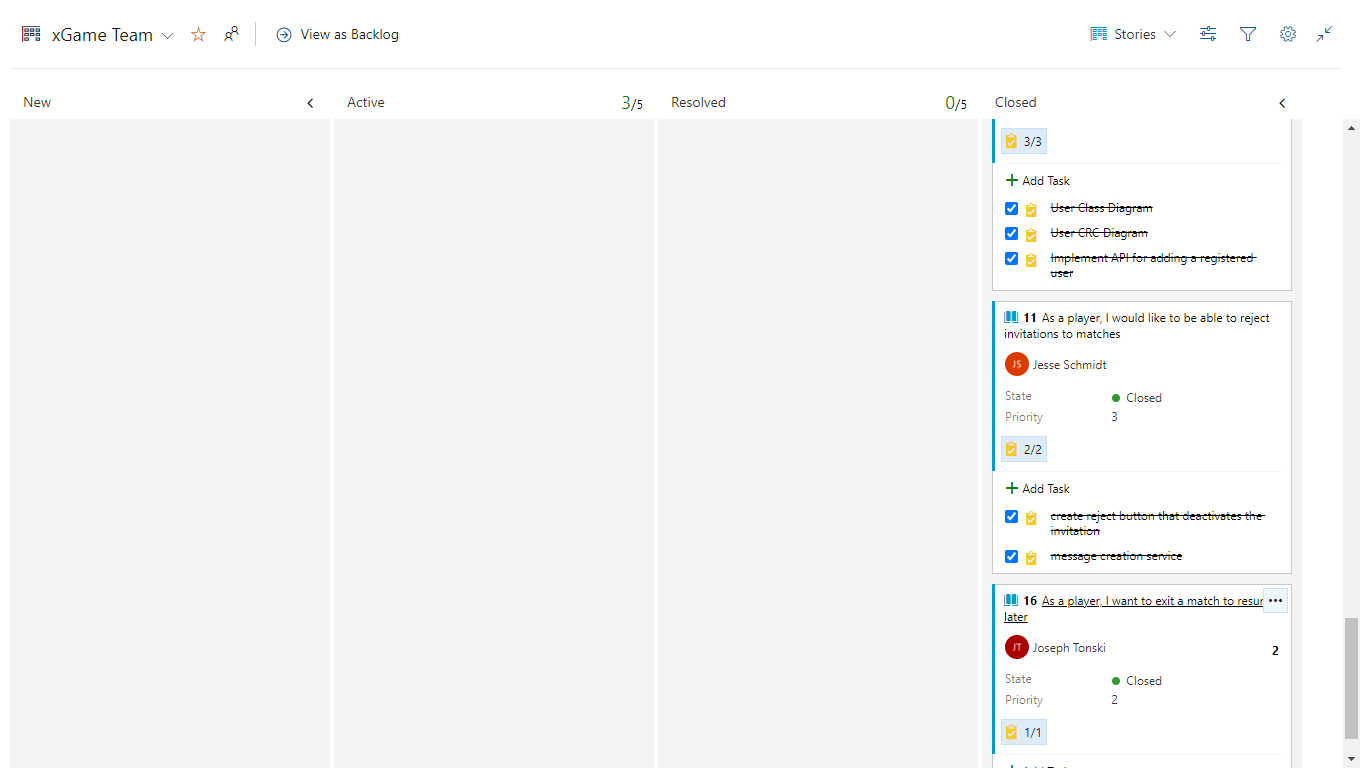 xGame Team
View as Backlog
Stories
New
Active 3/5
Resolved 0/5
Closed
3/3
Add Task
User Class Diagram
User CRC Diagram
Implement API for adding a registered
user
11 As a player, I would like to be able to reject
invitations to matches
JS Jesse Schmidt
State Closed
Priority 3
2/2
Add Task
create reject button that deactivates the
invitation
message creation service
16 As a player, I want to exit a match to
later
JT Joseph Tonski 2
State Closed
Priority 2
1/1